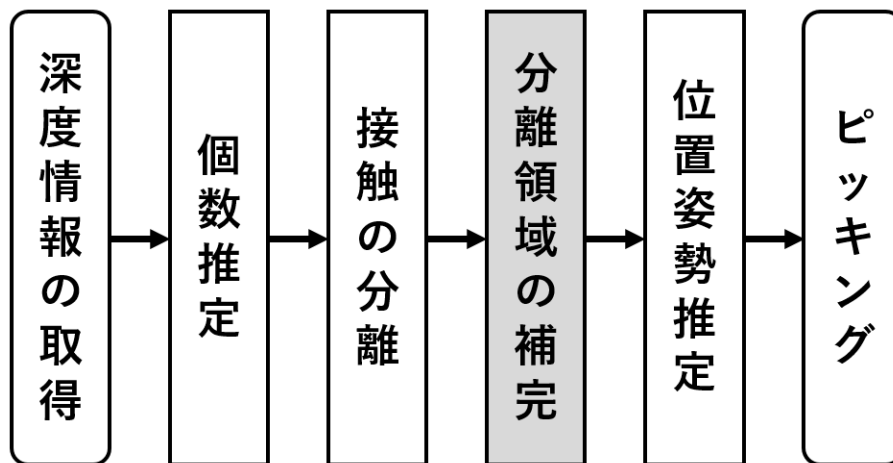 深度情報の取得
個数推定
接触の分離
分離領域の補完
位置姿勢推定
ピッキング